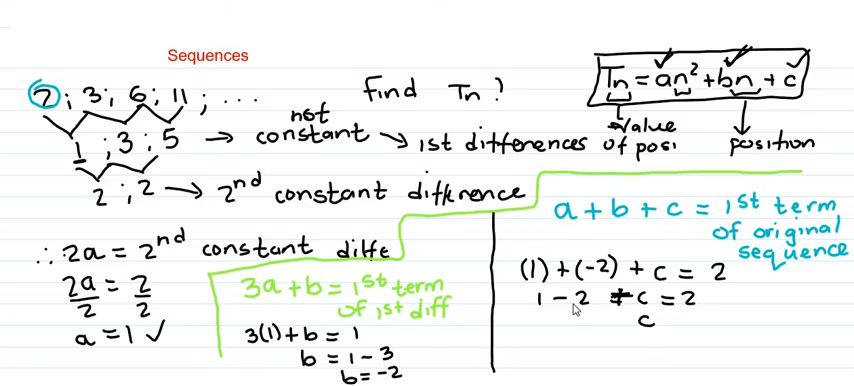 Sequences
2; 3; 6; 11; ... Find Tn?
Tn = an² + bn + c
1, 3; 5 → not constant → 1st differences
value of posi
position
2; 2 → 2nd constant difference
a + b + c = 1st term of original sequence
∴ 2a = 2nd constant diffe
2a/2 = 2/2
a = 1 ✓
3a + b = 1st term of 1st diff
3(1) + b = 1
b = 1 - 3
b = -2
(1) + (-2) + c = 2
1 - 2 + c = 2
c